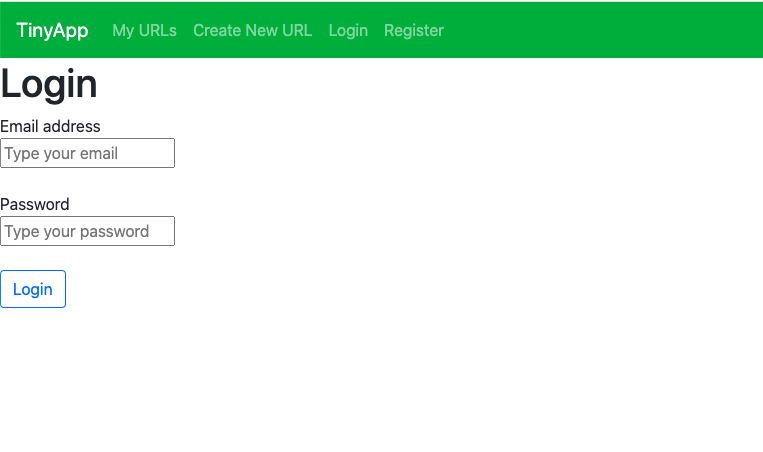 TinyApp My URLs Create New URL Login Register
Login
Email address
Type your email
Password
Type your password
Login